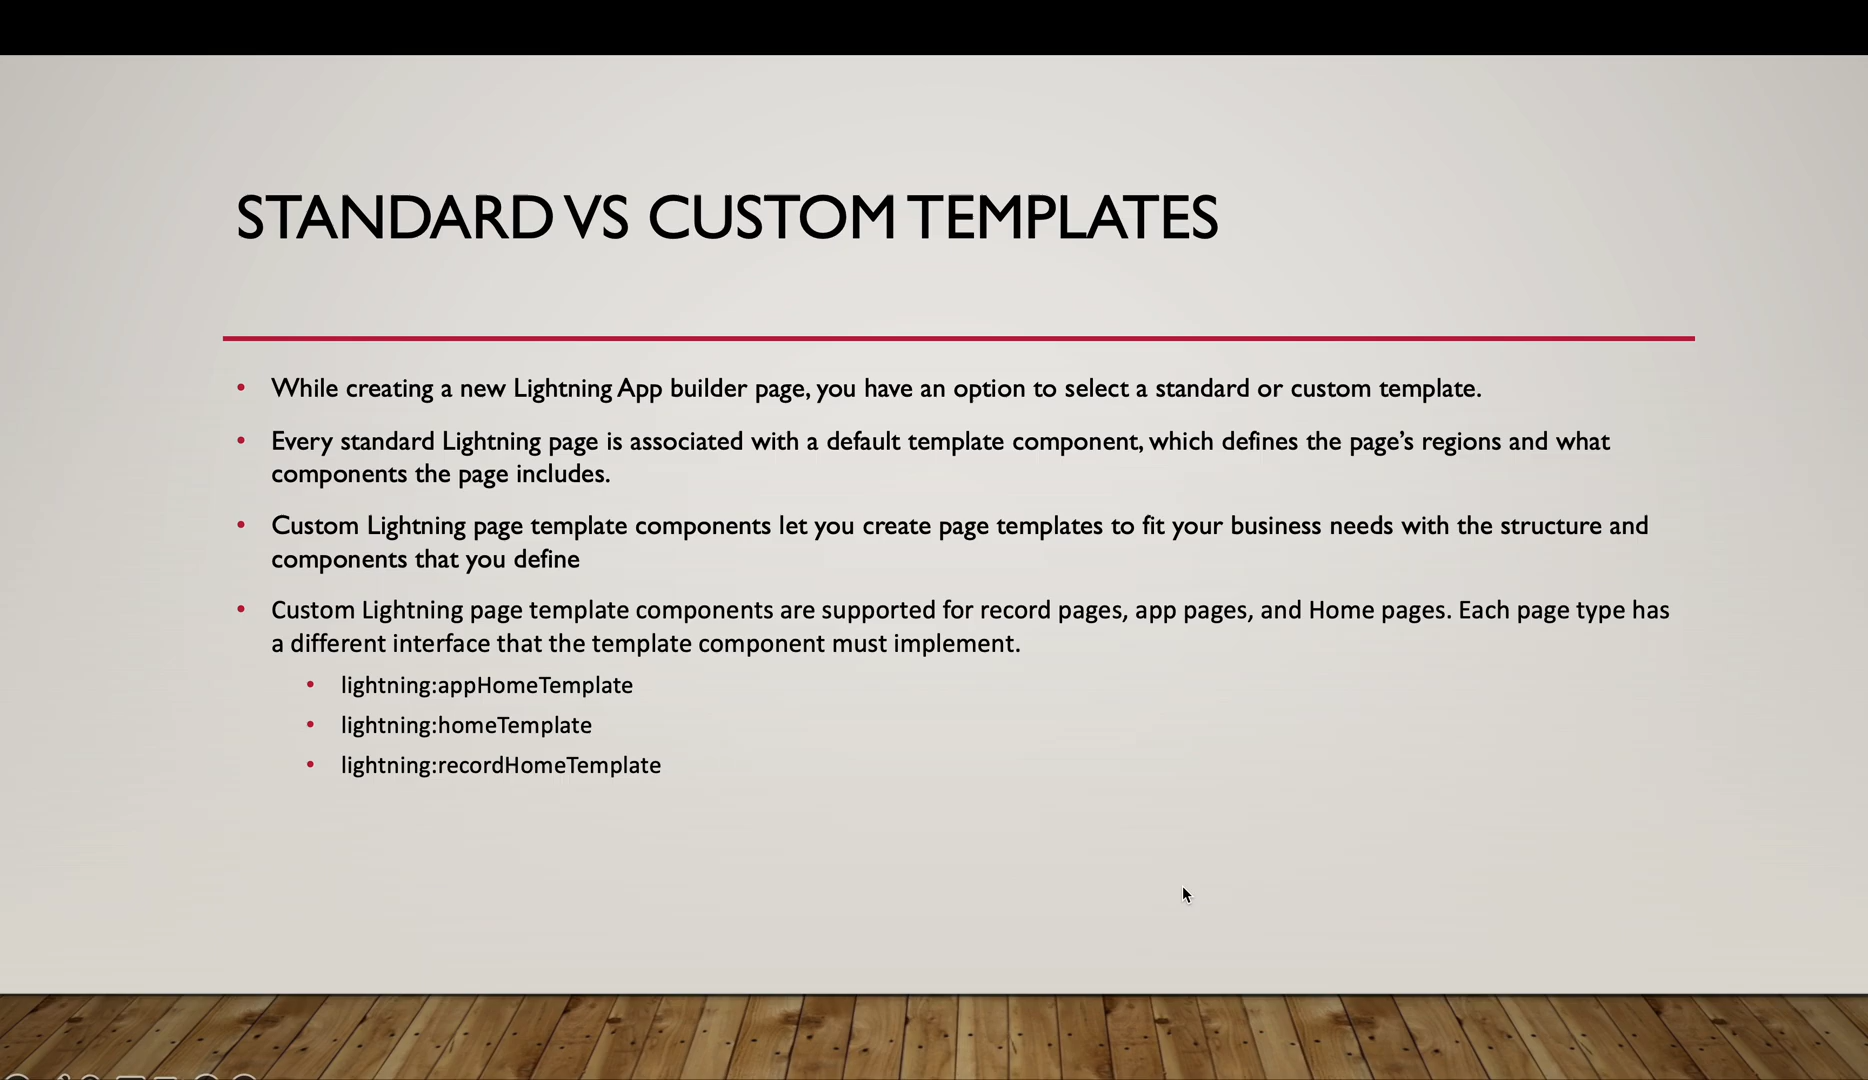 STANDARD VS CUSTOM TEMPLATES
• While creating a new Lightning App builder page, you have an option to select a standard or custom template.
• Every standard Lightning page is associated with a default template component, which defines the page’s regions and what
components the page includes.
• Custom Lightning page template components let you create page templates to fit your business needs with the structure and
components that you define
• Custom Lightning page template components are supported for record pages, app pages, and Home pages. Each page type has
a different interface that the template component must implement.
• lightning:appHomeTemplate
• lightning:homeTemplate
• lightning:recordHomeTemplate